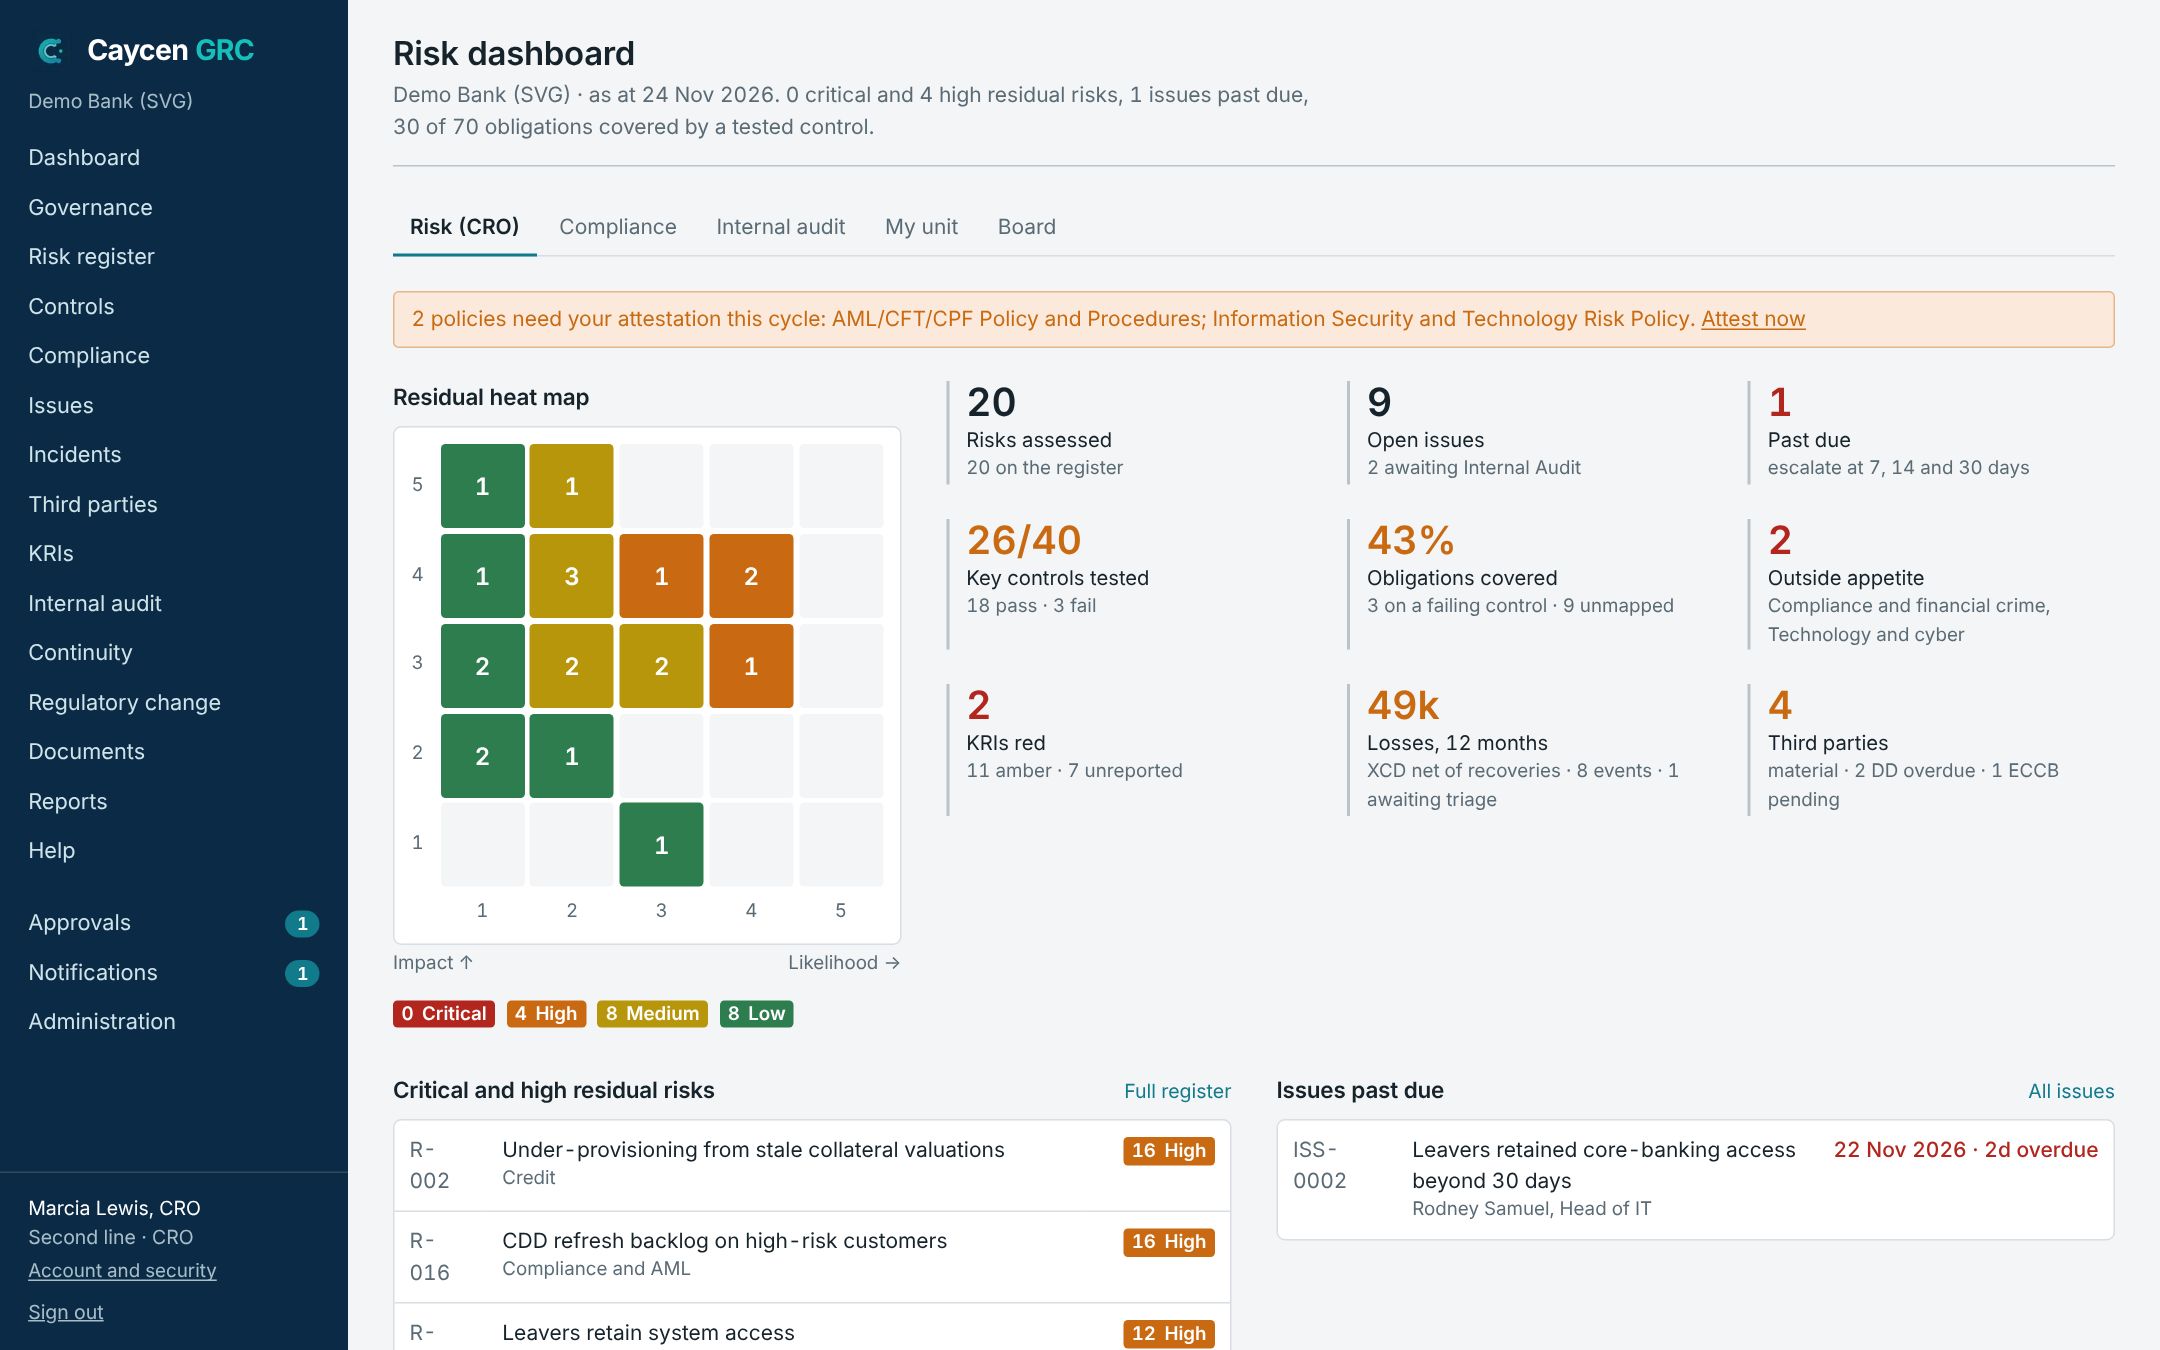 Caycen GRC
Demo Bank (SVG)
Dashboard
Governance
Risk register
Controls
Compliance
Issues
Incidents
Third parties
KRIs
Internal audit
Continuity
Regulatory change
Documents
Reports
Help
Approvals 1
Notifications 1
Administration
Marcia Lewis, CRO
Second line · CRO
Account and security
Sign out
Risk dashboard
Demo Bank (SVG) · as at 24 Nov 2026. 0 critical and 4 high residual risks, 1 issues past due,
30 of 70 obligations covered by a tested control.
Risk (CRO) Compliance Internal audit My unit Board
2 policies need your attestation this cycle: AML/CFT/CPF Policy and Procedures; Information Security and Technology Risk Policy. Attest now
Residual heat map
5 1 1
4 1 3 1 2
3 2 2 2 1
2 2 1
1 1
1 2 3 4 5
Impact ↑ Likelihood →
0 Critical 4 High 8 Medium 8 Low
20
Risks assessed
20 on the register
9
Open issues
2 awaiting Internal Audit
1
Past due
escalate at 7, 14 and 30 days
26/40
Key controls tested
18 pass · 3 fail
43%
Obligations covered
3 on a failing control · 9 unmapped
2
Outside appetite
Compliance and financial crime,
Technology and cyber
2
KRIs red
11 amber · 7 unreported
49k
Losses, 12 months
XCD net of recoveries · 8 events · 1
awaiting triage
4
Third parties
material · 2 DD overdue · 1 ECCB
pending
Critical and high residual risks Full register
R-
002
Under-provisioning from stale collateral valuations
Credit
16 High
R-
016
CDD refresh backlog on high-risk customers
Compliance and AML
16 High
R-
Leavers retain system access
12 High
Issues past due All issues
ISS-
0002
Leavers retained core-banking access
beyond 30 days
Rodney Samuel, Head of IT
22 Nov 2026 · 2d overdue